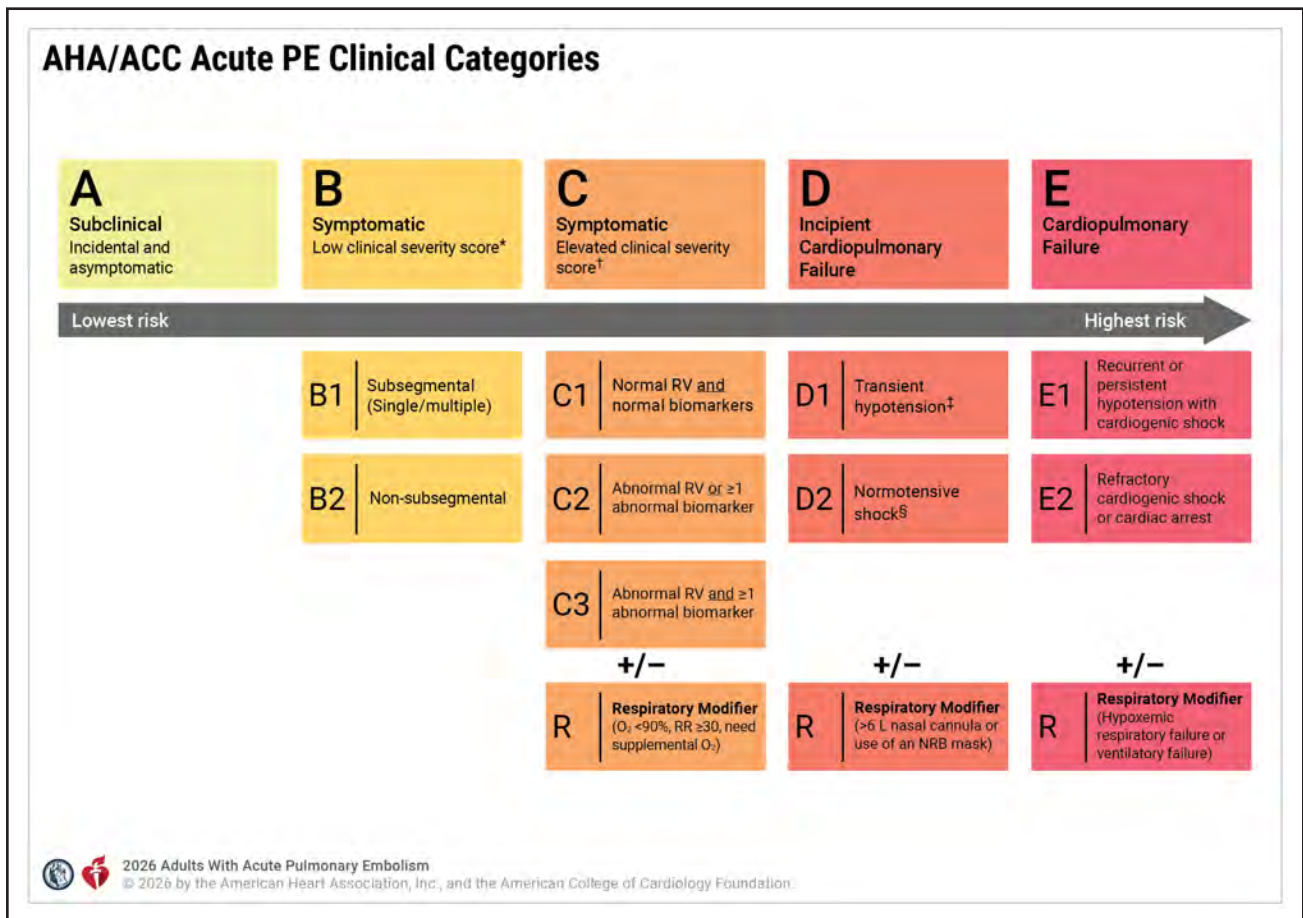 AHA/ACC Acute PE Clinical Categories
A
Subclinical
Incidental and
asymptomatic
B
Symptomatic
Low clinical severity score*
C
Symptomatic
Elevated clinical severity
score†
D
Incipient
Cardiopulmonary
Failure
E
Cardiopulmonary
Failure
Lowest risk
Highest risk
B1
Subsegmental
(Single/multiple)
B2
Non-subsegmental
C1
Normal RV and
normal biomarkers
C2
Abnormal RV or ≥1
abnormal biomarker
C3
Abnormal RV and ≥1
abnormal biomarker
+/−
R
Respiratory Modifier
(O₂ <90%, RR ≥30, need
supplemental O₂)
D1
Transient
hypotension‡
D2
Normotensive
shock§
+/−
R
Respiratory Modifier
(>6 L nasal cannula or
use of an NRB mask)
E1
Recurrent or
persistent
hypotension with
cardiogenic shock
E2
Refractory
cardiogenic shock
or cardiac arrest
+/−
R
Respiratory Modifier
(Hypoxemic
respiratory failure or
ventilatory failure)
2026 Adults With Acute Pulmonary Embolism
© 2026 by the American Heart Association, Inc., and the American College of Cardiology Foundation.